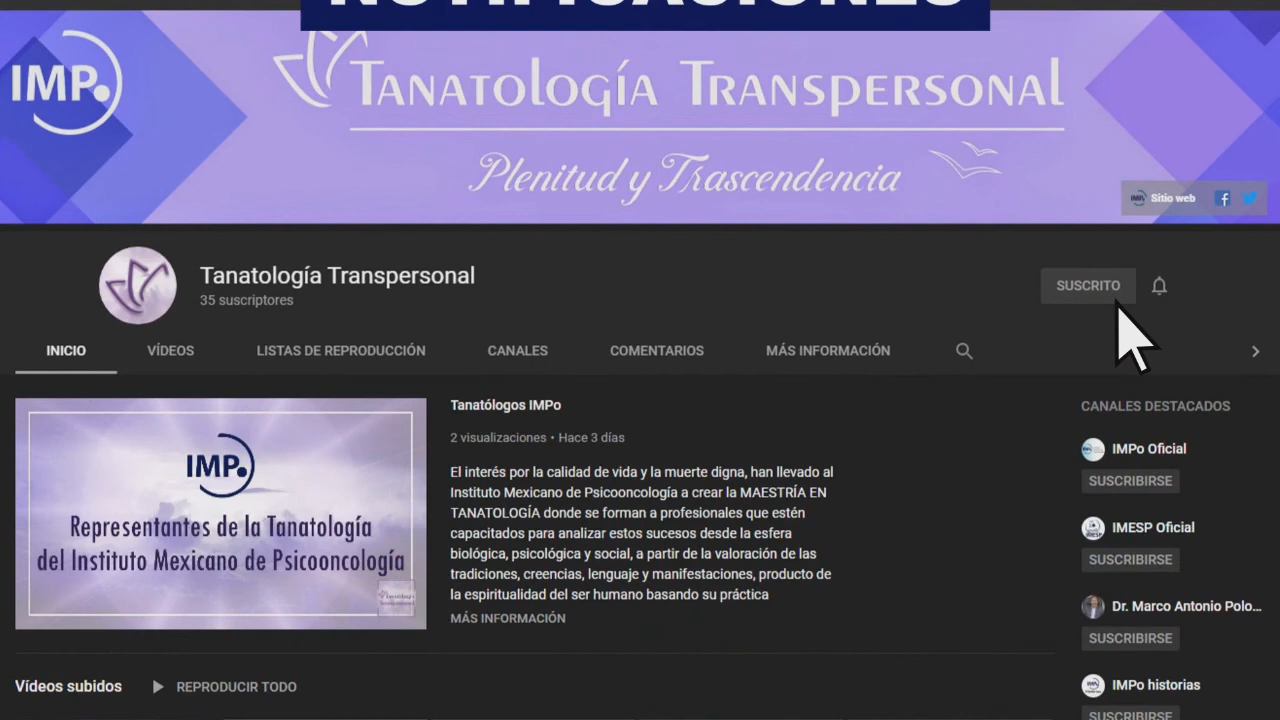 NOTIFICACIONES
IMP.
Tanatología Transpersonal
Plenitud y Trascendencia
Sitio web
Tanatología Transpersonal
35 suscriptores
SUSCRITO
INICIO VÍDEOS LISTAS DE REPRODUCCIÓN CANALES COMENTARIOS MÁS INFORMACIÓN
IMP.
Representantes de la Tanatología
del Instituto Mexicano de Psicooncología
Tanatólogos IMPo
2 visualizaciones • Hace 3 días
El interés por la calidad de vida y la muerte digna, han llevado al
Instituto Mexicano de Psicooncología a crear la MAESTRÍA EN
TANATOLOGÍA donde se forman a profesionales que estén
capacitados para analizar estos sucesos desde la esfera
biológica, psicológica y social, a partir de la valoración de las
tradiciones, creencias, lenguaje y manifestaciones, producto de
la espiritualidad del ser humano basando su práctica
MÁS INFORMACIÓN
CANALES DESTACADOS
IMPo Oficial
SUSCRIBIRSE
IMESP Oficial
SUSCRIBIRSE
Dr. Marco Antonio Polo...
SUSCRIBIRSE
IMPo historias
SUSCRIBIRSE
Vídeos subidos
REPRODUCIR TODO